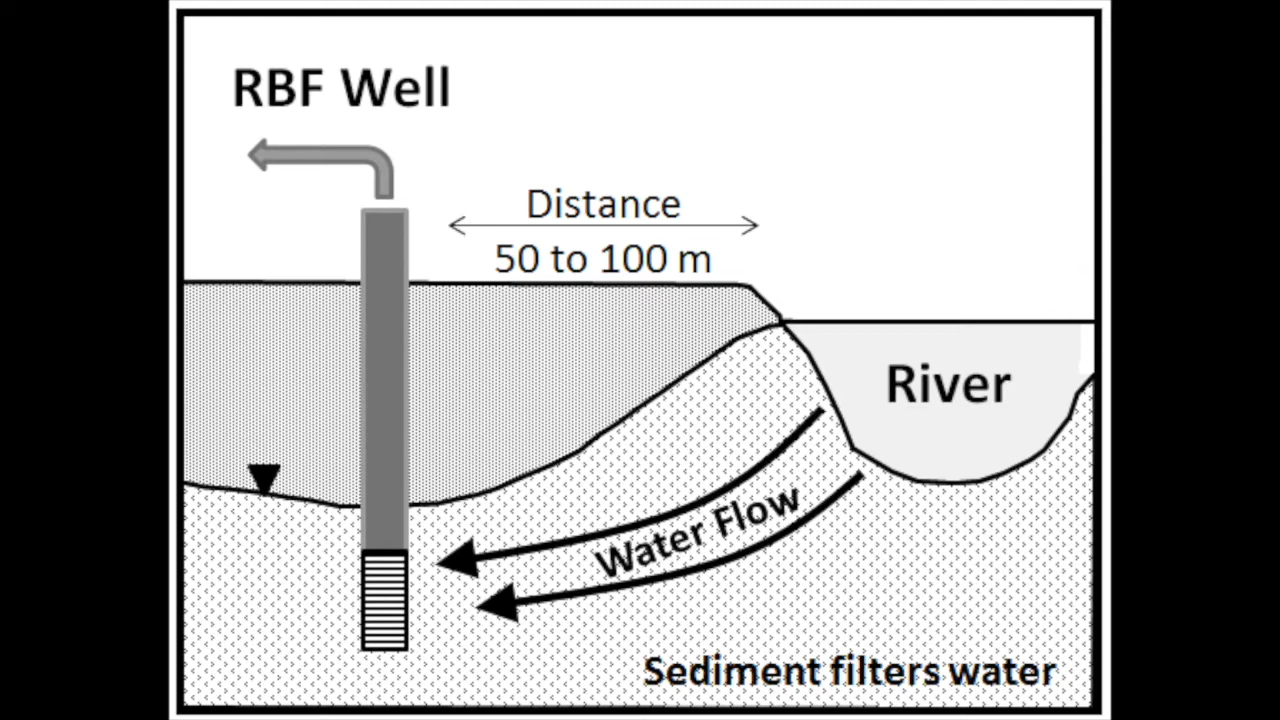 RBF Well
Distance
50 to 100 m
River
Water Flow
Sediment filters water